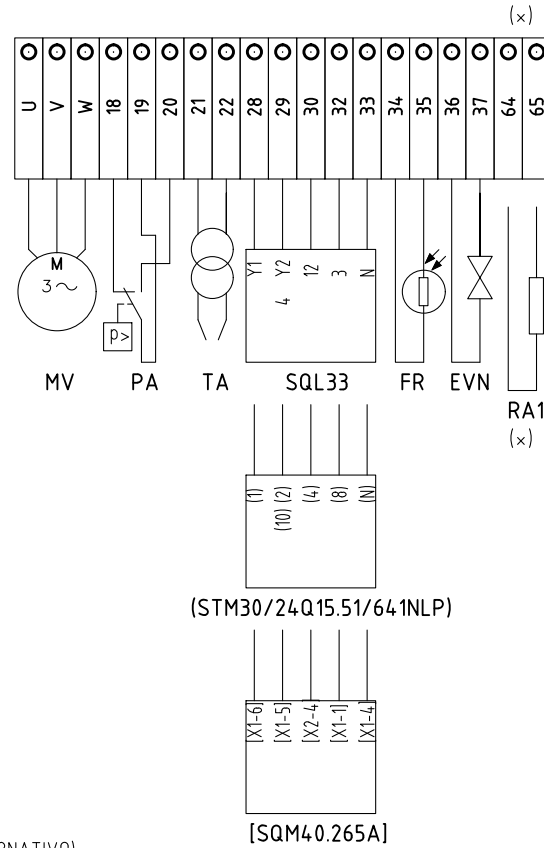 (x)
U V W 18 19 20 21 22 28 29 30 32 33 34 35 36 37 64 65
M
3~
p>
Y1 Y2 12 3 N
4
MV PA TA SQL33 FR EVN
RA1
(x)
(1) (2) (4) (8) (N)
(10)
(STM30/24Q15.51/641NLP)
[X1-6] [X1-5] [X2-4] [X1-1] [X1-4]
[SQM40.265A]
RNATIVO)